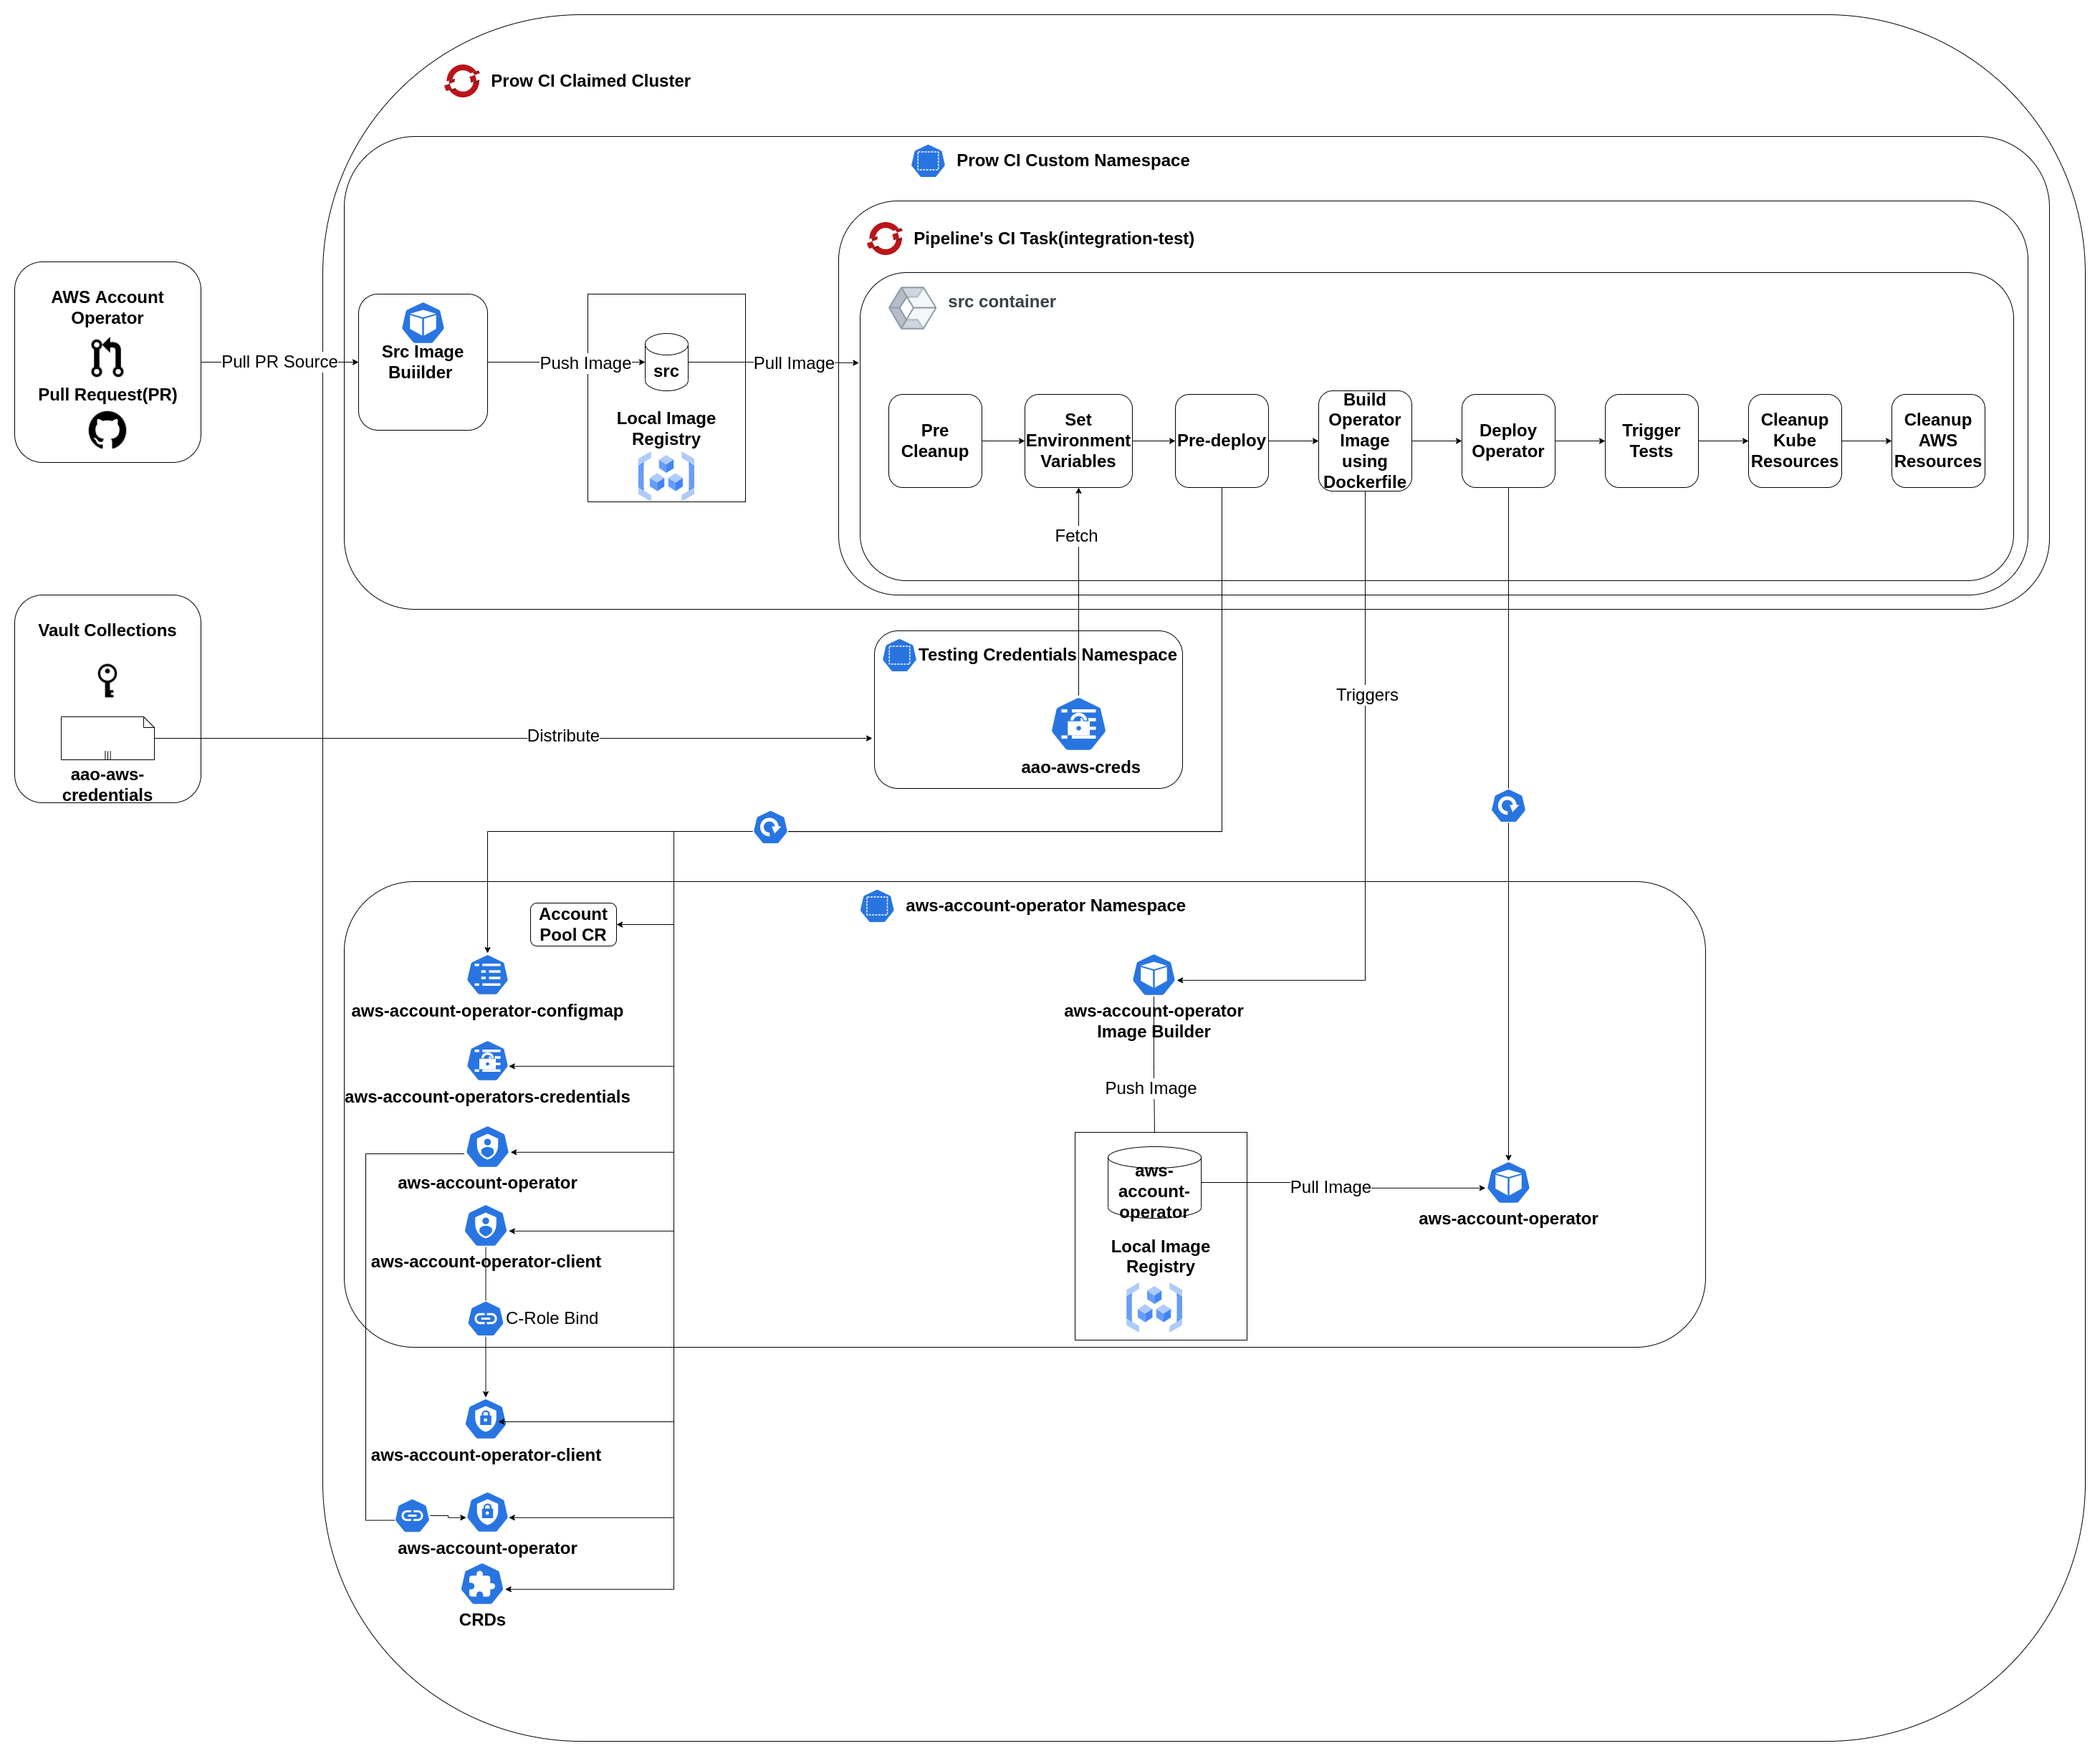 Prow CI Claimed Cluster
Prow CI Custom Namespace
Pipeline's CI Task(integration-test)
src container
AWS Account
Operator
Pull Request(PR)
Pull PR Source
Src Image
Buiilder
Push Image
src
Local Image
Registry
Pull Image
Pre
Cleanup
Set
Environment
Variables
Pre-deploy
Build
Operator
Image
using
Dockerfile
Deploy
Operator
Trigger
Tests
Cleanup
Kube
Resources
Cleanup
AWS
Resources
Fetch
Vault Collections
aao-aws-
credentials
Distribute
Testing Credentials Namespace
aao-aws-creds
Triggers
aws-account-operator Namespace
Account
Pool CR
aws-account-operator-configmap
aws-account-operators-credentials
aws-account-operator
aws-account-operator-client
C-Role Bind
aws-account-operator
Image Builder
Push Image
aws-
account-
operator
Local Image
Registry
Pull Image
aws-account-operator
aws-account-operator-client
aws-account-operator
CRDs